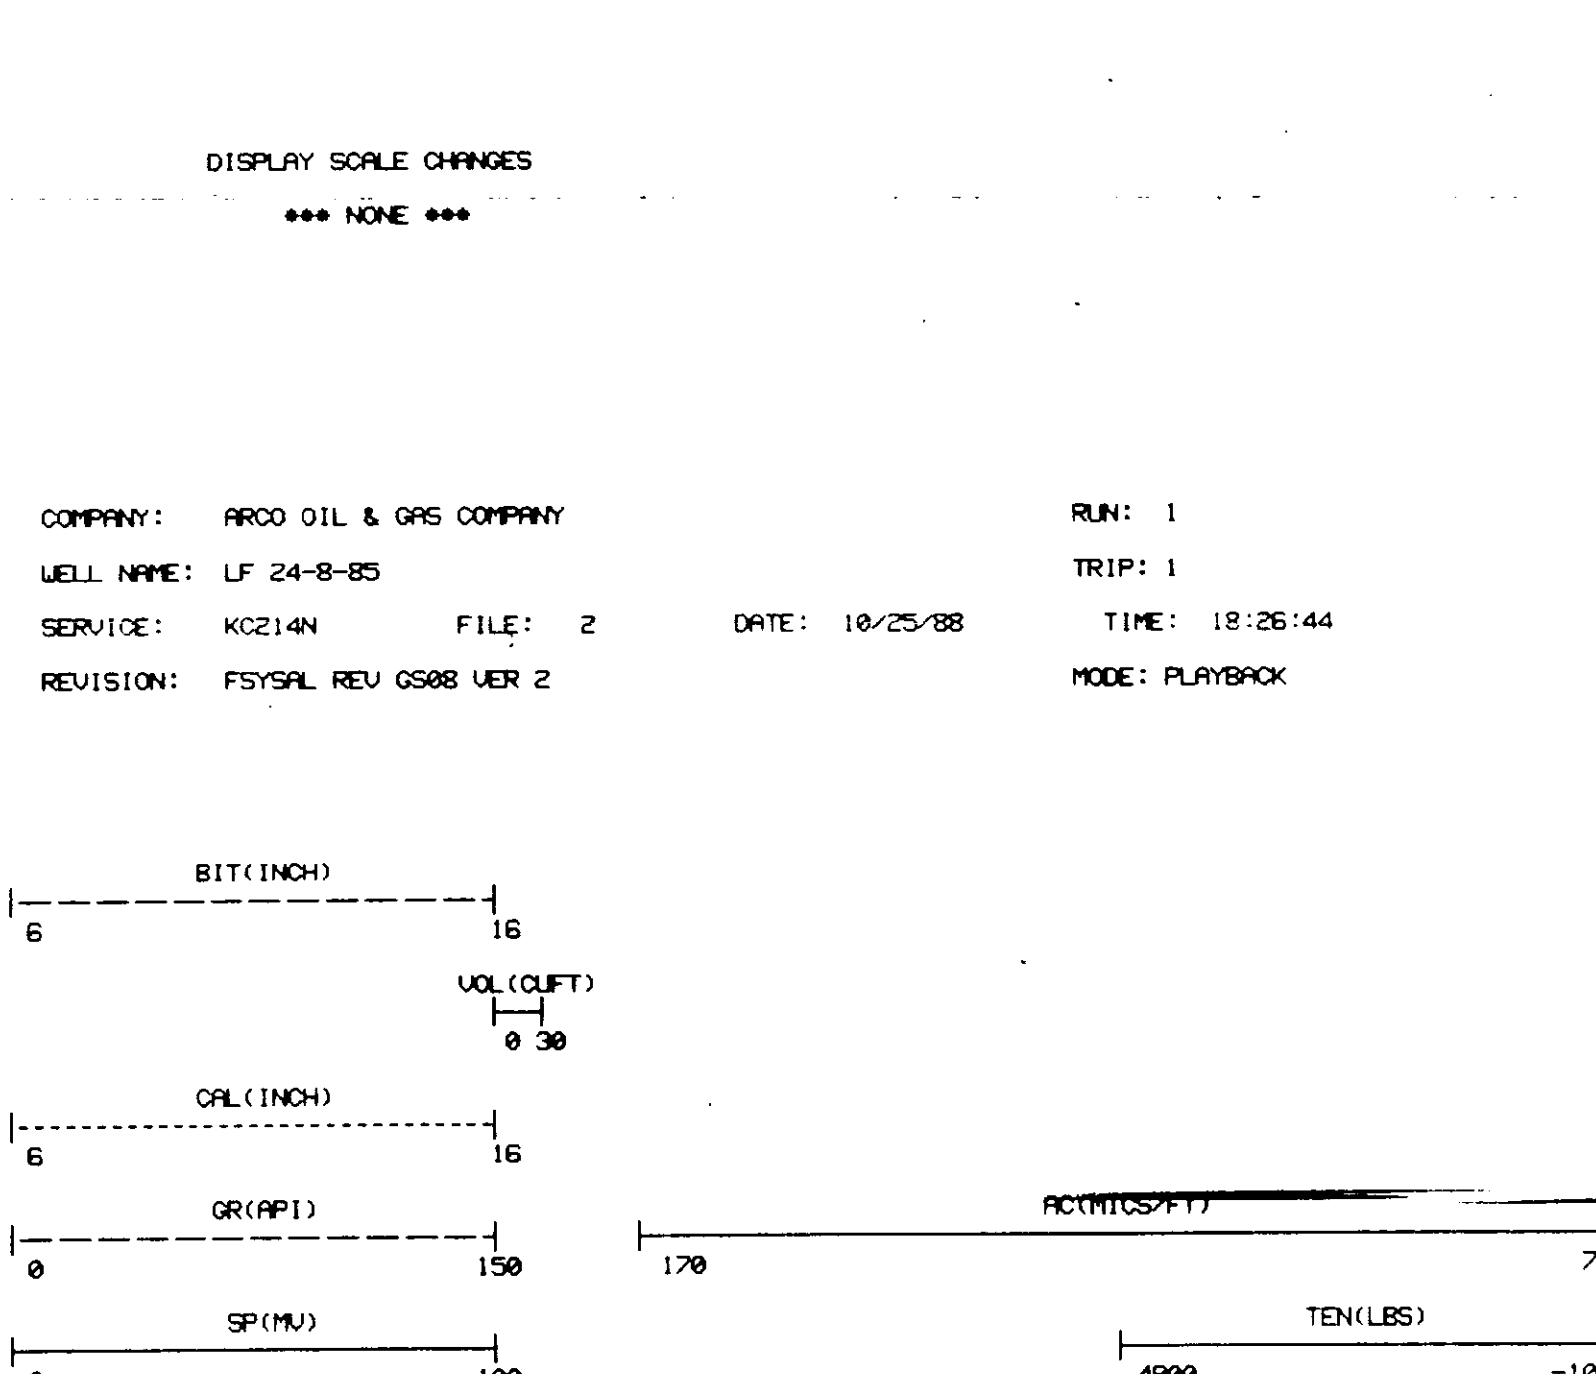 DISPLAY SCALE CHANGES
*** NONE ***
COMPANY: ARCO OIL & GAS COMPANY RUN: 1
WELL NAME: LF 24-8-85 TRIP: 1
SERVICE: KC214N FILE: 2 DATE: 10/25/88 TIME: 18:26:44
REVISION: FSYSAL REV GS08 VER 2 MODE: PLAYBACK
BIT(INCH)
6 16
VOL(CUFT)
0 30
CAL(INCH)
6 16
GR(API) AC(MICS/FT)
0 150 170
SP(MV) TEN(LBS)